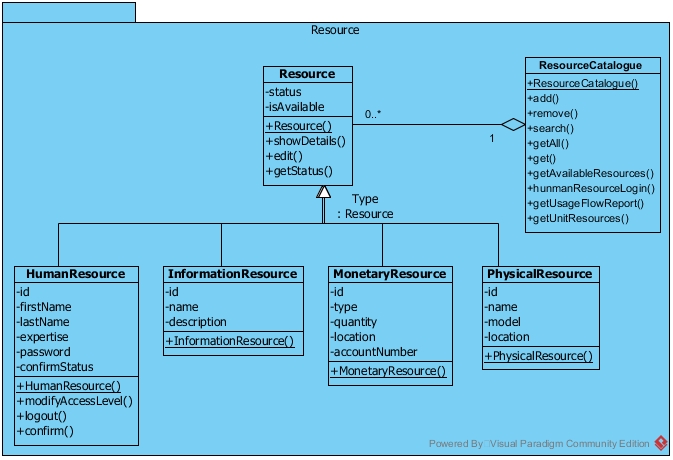 Resource
Resource
-status
-isAvailable
+Resource()
+showDetails()
+edit()
+getStatus()
0..*
1
ResourceCatalogue
+ResourceCatalogue()
+add()
+remove()
+search()
+getAll()
+get()
+getAvailableResources()
+hunmanResourceLogin()
+getUsageFlowReport()
+getUnitResources()
Type
: Resource
HumanResource
-id
-firstName
-lastName
-expertise
-password
-confirmStatus
+HumanResource()
+modifyAccessLevel()
+logout()
+confirm()
InformationResource
-id
-name
-description
+InformationResource()
MonetaryResource
-id
-type
-quantity
-location
-accountNumber
+MonetaryResource()
PhysicalResource
-id
-name
-model
-location
+PhysicalResource()
Powered By Visual Paradigm Community Edition